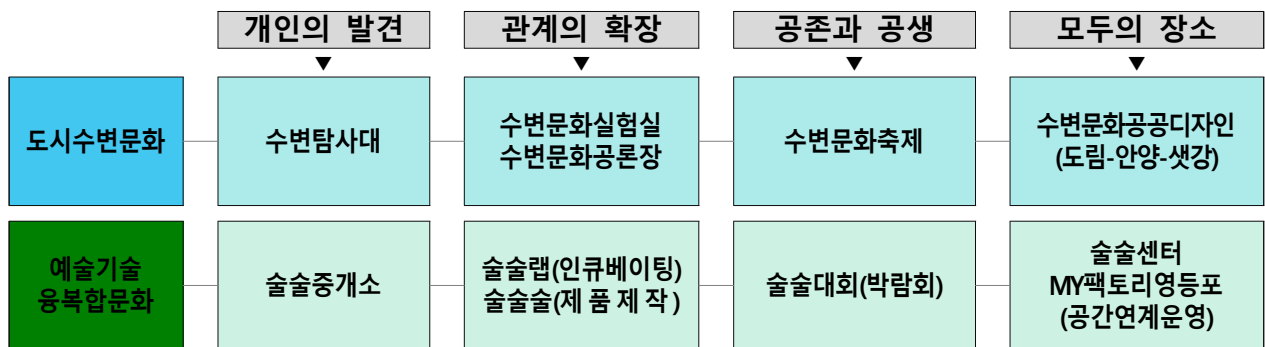 개인의 발견
관계의 확장
공존과 공생
모두의 장소
▼
▼
▼
▼
도시수변문화
수변탐사대
수변문화실험실
수변문화공론장
수변문화축제
수변문화공공디자인
(도림-안양-샛강)
예술기술
융복합문화
술술중개소
술술랩(인큐베이팅)
술술술(제 품 제 작 )
술술대회(박람회)
술술센터
MY팩토리영등포
(공간연계운영)